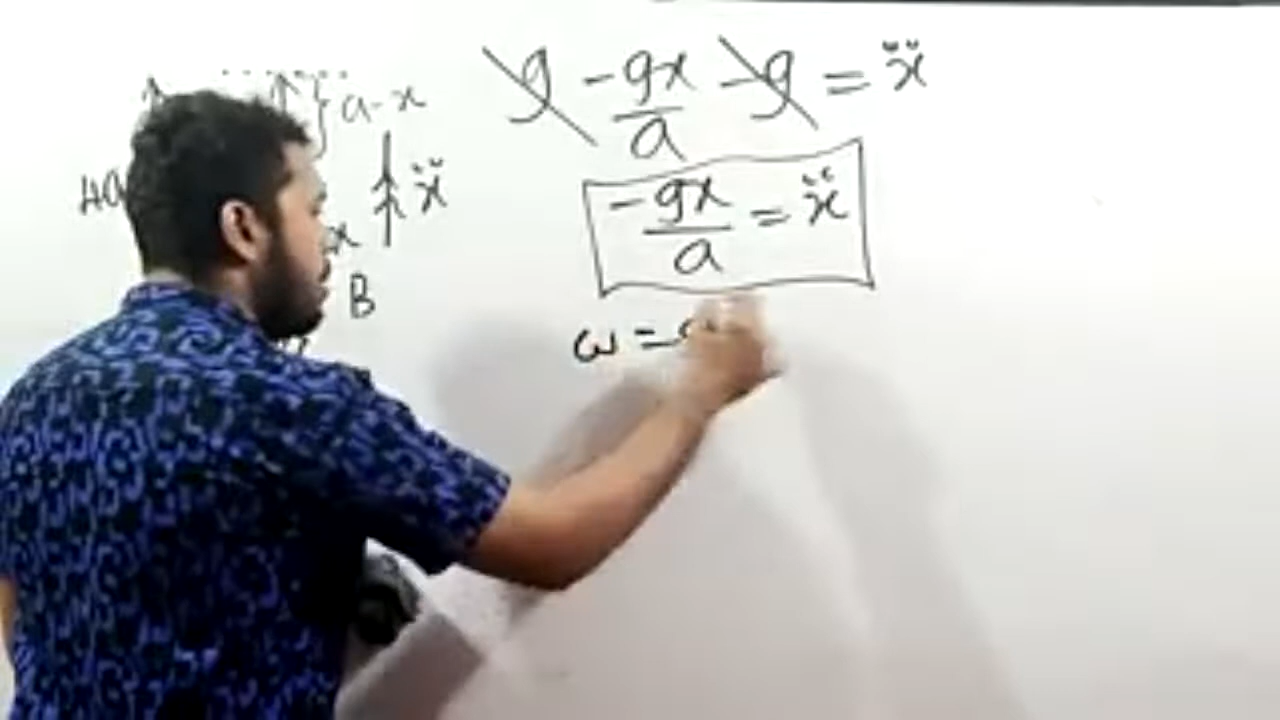 g - gx/a - g = ẍ
a-x
ẍ
-gx/a = ẍ
x
B
ω =